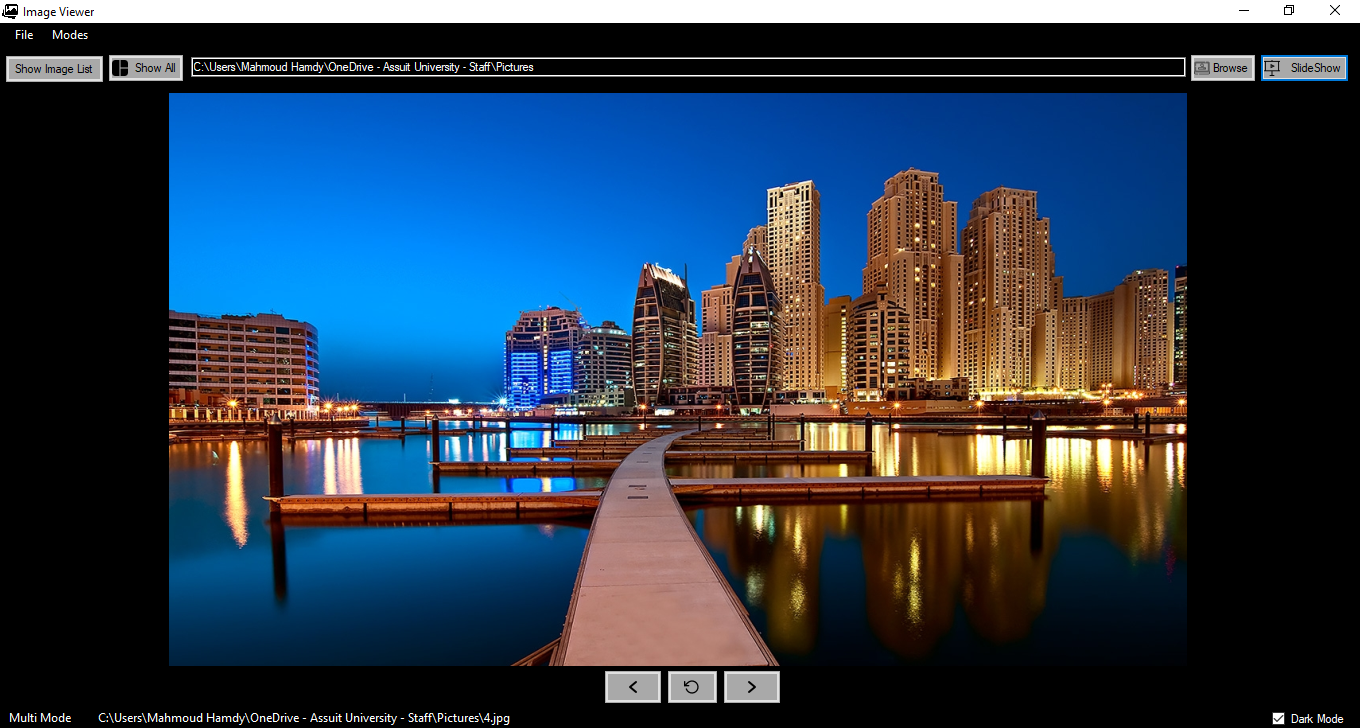 Image Viewer
File Modes
Show Image List Show All C:\Users\Mahmoud Hamdy\OneDrive - Assuit University - Staff\Pictures Browse SlideShow
Multi Mode C:\Users\Mahmoud Hamdy\OneDrive - Assuit University - Staff\Pictures\4.jpg Dark Mode